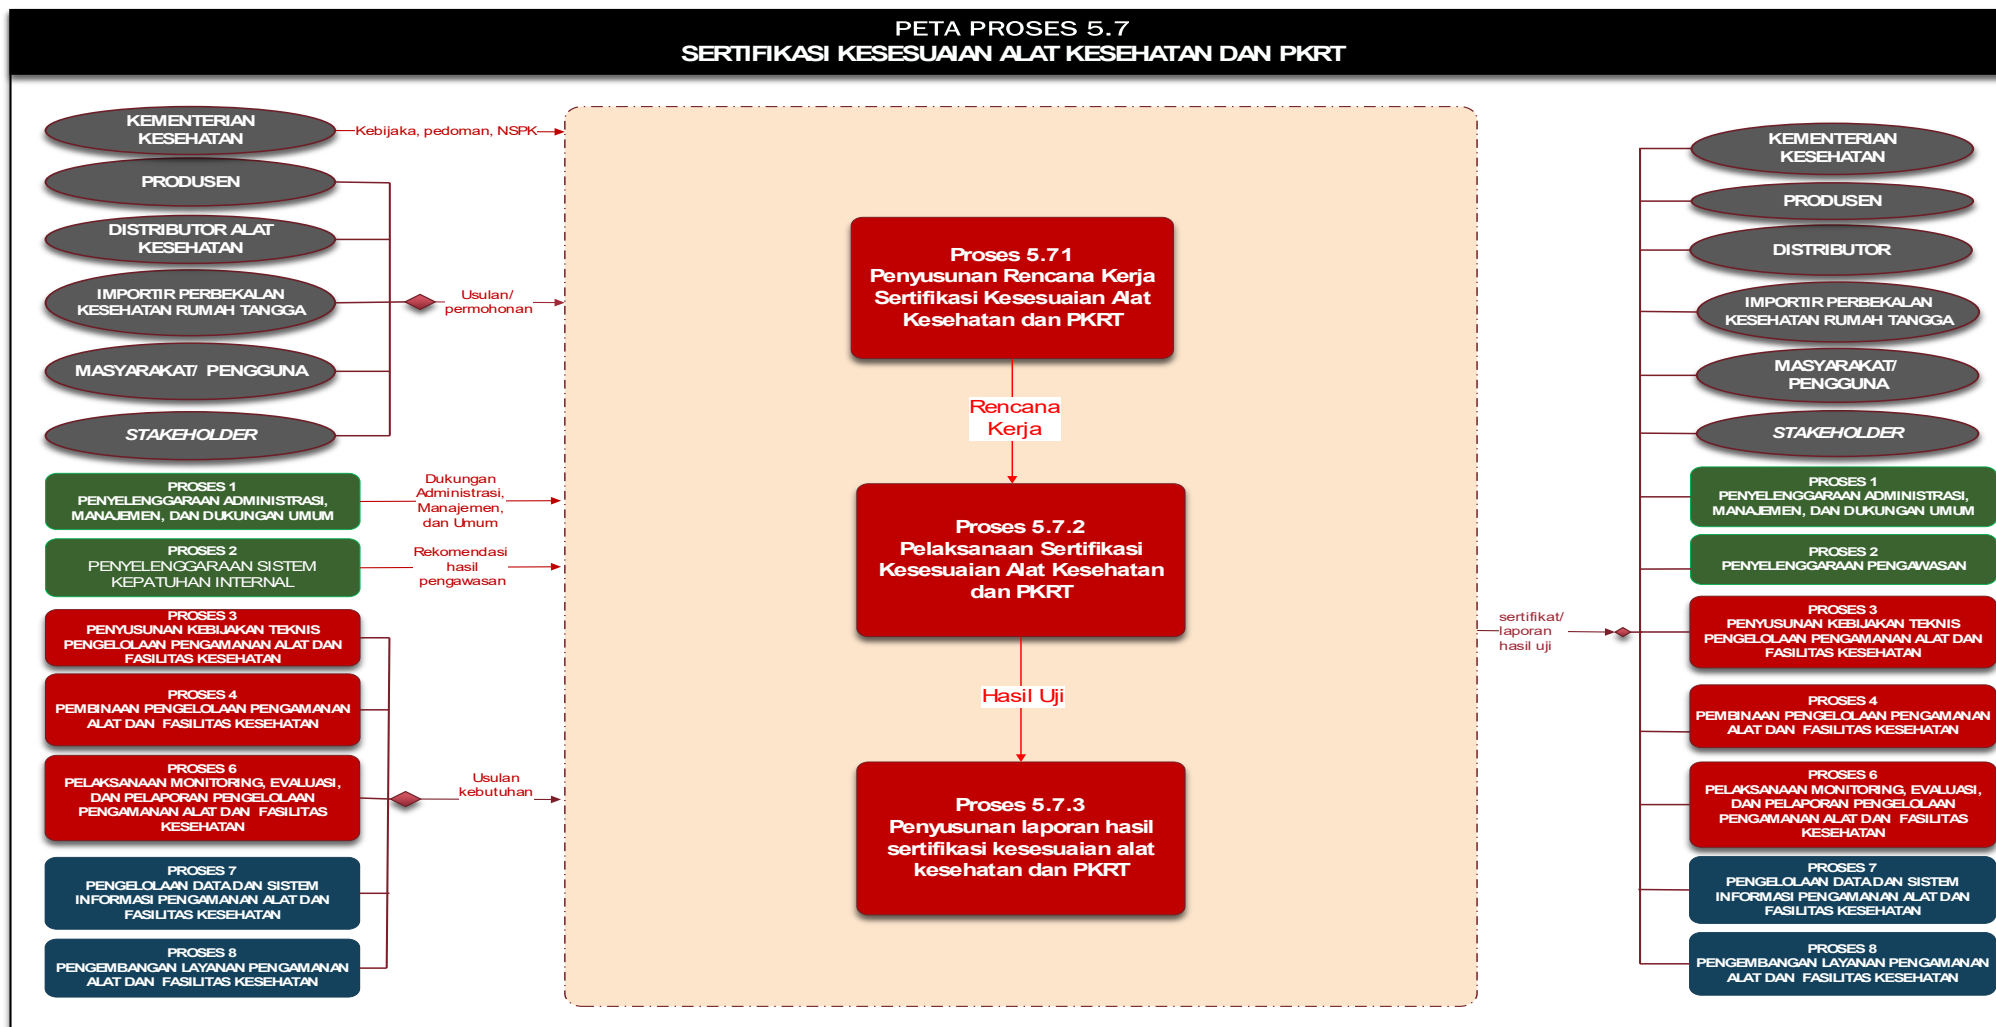 PETA PROSES 5.7
SERTIFIKASI KESESUAIAN ALAT KESEHATAN DAN PKRT
KEMENTERIAN
KESEHATAN
Kebijaka, pedoman, NSPK
PRODUSEN
DISTRIBUTOR ALAT
KESEHATAN
IMPORTIR PERBEKALAN
KESEHATAN RUMAH TANGGA
Usulan/
permohonan
MASYARAKAT/ PENGGUNA
STAKEHOLDER
PROSES 1
PENYELENGGARAAN ADMINISTRASI,
MANAJEMEN, DAN DUKUNGAN UMUM
Dukungan
Administrasi,
Manajemen,
dan Umum
PROSES 2
PENYELENGGARAAN SISTEM
KEPATUHAN INTERNAL
Rekomendasi
hasil
pengawasan
PROSES 3
PENYUSUNAN KEBIJAKAN TEKNIS
PENGELOLAAN PENGAMANAN ALAT DAN
FASILITAS KESEHATAN
PROSES 4
PEMBINAAN PENGELOLAAN PENGAMANAN
ALAT DAN FASILITAS KESEHATAN
PROSES 6
PELAKSANAAN MONITORING, EVALUASI,
DAN PELAPORAN PENGELOLAAN
PENGAMANAN ALAT DAN FASILITAS
KESEHATAN
Usulan
kebutuhan
PROSES 7
PENGELOLAAN DATA DAN SISTEM
INFORMASI PENGAMANAN ALAT DAN
FASILITAS KESEHATAN
PROSES 8
PENGEMBANGAN LAYANAN PENGAMANAN
ALAT DAN FASILITAS KESEHATAN
Proses 5.71
Penyusunan Rencana Kerja
Sertifikasi Kesesuaian Alat
Kesehatan dan PKRT
Rencana
Kerja
Proses 5.7.2
Pelaksanaan Sertifikasi
Kesesuaian Alat Kesehatan
dan PKRT
Hasil Uji
Proses 5.7.3
Penyusunan laporan hasil
sertifikasi kesesuaian alat
kesehatan dan PKRT
sertifikat/
laporan
hasil uji
KEMENTERIAN
KESEHATAN
PRODUSEN
DISTRIBUTOR
IMPORTIR PERBEKALAN
KESEHATAN RUMAH TANGGA
MASYARAKAT/
PENGGUNA
STAKEHOLDER
PROSES 1
PENYELENGGARAAN ADMINISTRASI,
MANAJEMEN, DAN DUKUNGAN UMUM
PROSES 2
PENYELENGGARAAN PENGAWASAN
PROSES 3
PENYUSUNAN KEBIJAKAN TEKNIS
PENGELOLAAN PENGAMANAN ALAT DAN
FASILITAS KESEHATAN
PROSES 4
PEMBINAAN PENGELOLAAN PENGAMANAN
ALAT DAN FASILITAS KESEHATAN
PROSES 6
PELAKSANAAN MONITORING, EVALUASI,
DAN PELAPORAN PENGELOLAAN
PENGAMANAN ALAT DAN FASILITAS
KESEHATAN
PROSES 7
PENGELOLAAN DATA DAN SISTEM
INFORMASI PENGAMANAN ALAT DAN
FASILITAS KESEHATAN
PROSES 8
PENGEMBANGAN LAYANAN PENGAMANAN
ALAT DAN FASILITAS KESEHATAN